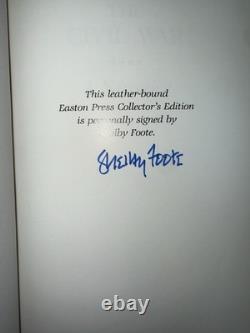 This leather-bound
Easton Press Collector's Edition
is personally signed by
Shelby Foote.
Shelby Foote